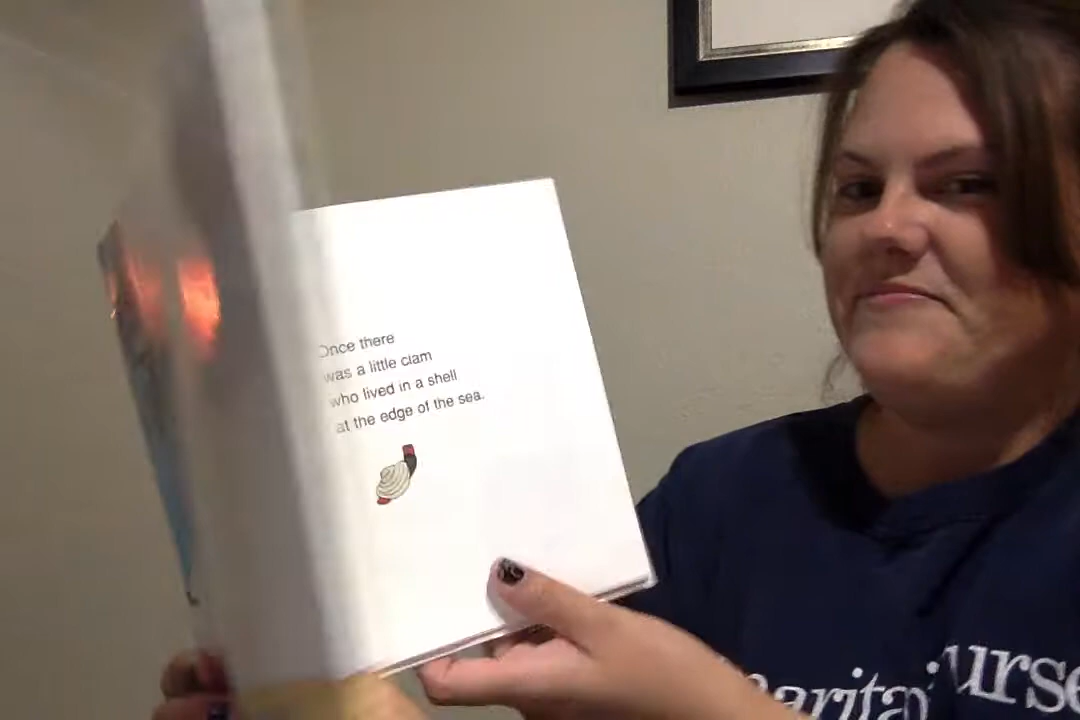 Once there
was a little clam
who lived in a shell
at the edge of the sea.